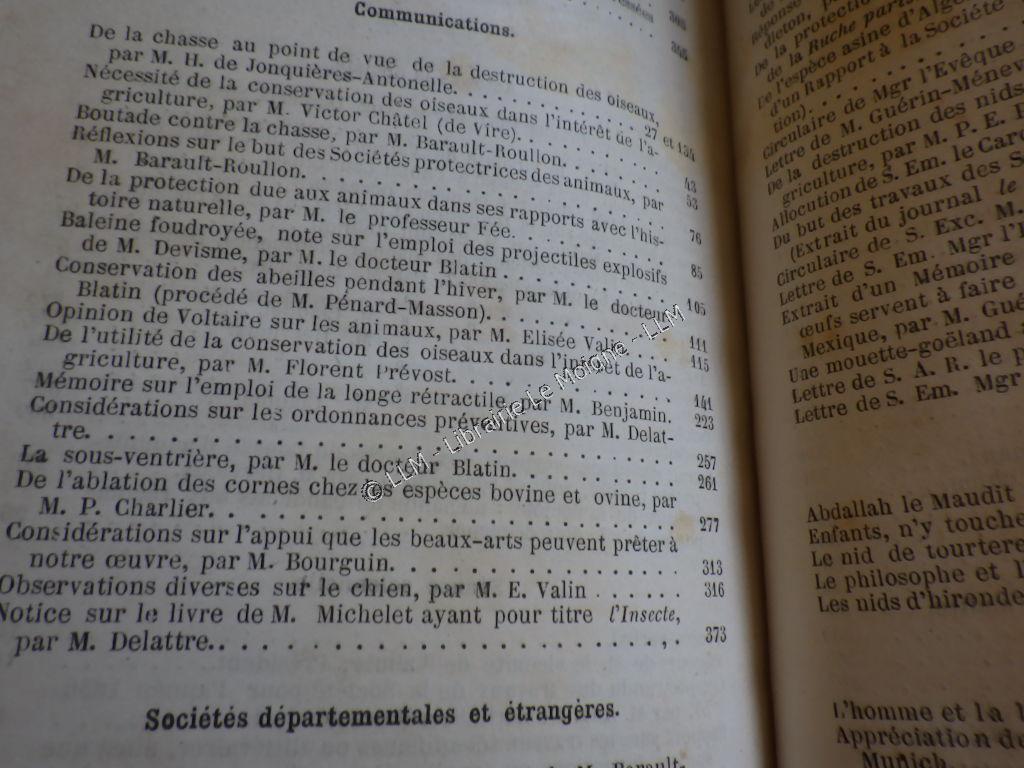 303
355
Communications.
De la chasse au point de vue de la destruction des oiseaux,
par M. H. de Jonquières-Antonelle. . . . . . . . . . . . 27 et 134
Nécessité de la conservation des oiseaux dans l'intérêt de l'a-
griculture, par M. Victor Châtel (de Vire). . . . . . . . . . 43
Boutade contre la chasse, par M. Barault-Roullon. . . . . . . 53
Réflexions sur le but des Sociétés protectrices des animaux, par
M. Barault-Roullon. . . . . . . . . . . . . . . . . . 76
De la protection due aux animaux dans ses rapports avec l'his-
toire naturelle, par M. le professeur Fée. . . . . . . . . . 85
Baleine foudroyée, note sur l'emploi des projectiles explosifs
de M. Devisme, par M. le docteur Blatin . . . . . . . . . . 105
Conservation des abeilles pendant l'hiver, par M. le docteur
Blatin (procédé de M. Pénard-Masson). . . . . . . . . . . 111
Opinion de Voltaire sur les animaux, par M. Elisée Valin. . . . 115
De l'utilité de la conservation des oiseaux dans l'intérêt de l'a-
griculture, par M. Florent Prévost. . . . . . . . . . . . 141
Mémoire sur l'emploi de la longe rétractile, par M. Benjamin. 223
Considérations sur les ordonnances préventives, par M. Delat-
tre. . . . . . . . . . . . . . . . . . . . . . . . . 257
La sous-ventrière, par M. le docteur Blatin. . . . . . . . . . 261
De l'ablation des cornes chez les espèces bovine et ovine, par
M. P. Charlier. . . . . . . . . . . . . . . . . . . . . 277
Considérations sur l'appui que les beaux-arts peuvent prêter à
notre œuvre, par M. Bourguin. . . . . . . . . . . . . . 313
Observations diverses sur le chien, par M. E. Valin . . . . . . 316
Notice sur le livre de M. Michelet ayant pour titre l'Insecte,
par M. Delattre. . . . . . . . . . . . . . . . . . . . . 373
Sociétés départementales et étrangères.
© LLM - Librairie Le Moigne - LLM
Réponse
de la protection
de la Ruche
De l'espèce asine d'Algé
d'un Rapport à la Société
tion). . . . . . . .
Circulaire de Mgr l'Evêque
Lettre de M. Guérin-Ménev
De la destruction des nids
griculture, par M. P. E.
Allocution de S. Em. le Car
Du but des travaux des S
(Extrait du journal le
Circulaire de S. Exc. M.
Lettre de S. Em. Mgr l'
Extrait d'un Mémoire
œufs servent à faire
Mexique, par M. Gué
Une mouette-goëland
Lettre de S. A. R. le p
Lettre de S. Em. Mgr
Abdallah le Maudit
Enfants, n'y touche
Le nid de tourtere
Le philosophe et l
Les nids d'hironde
L'homme et la l
Appréciation du
Munich.